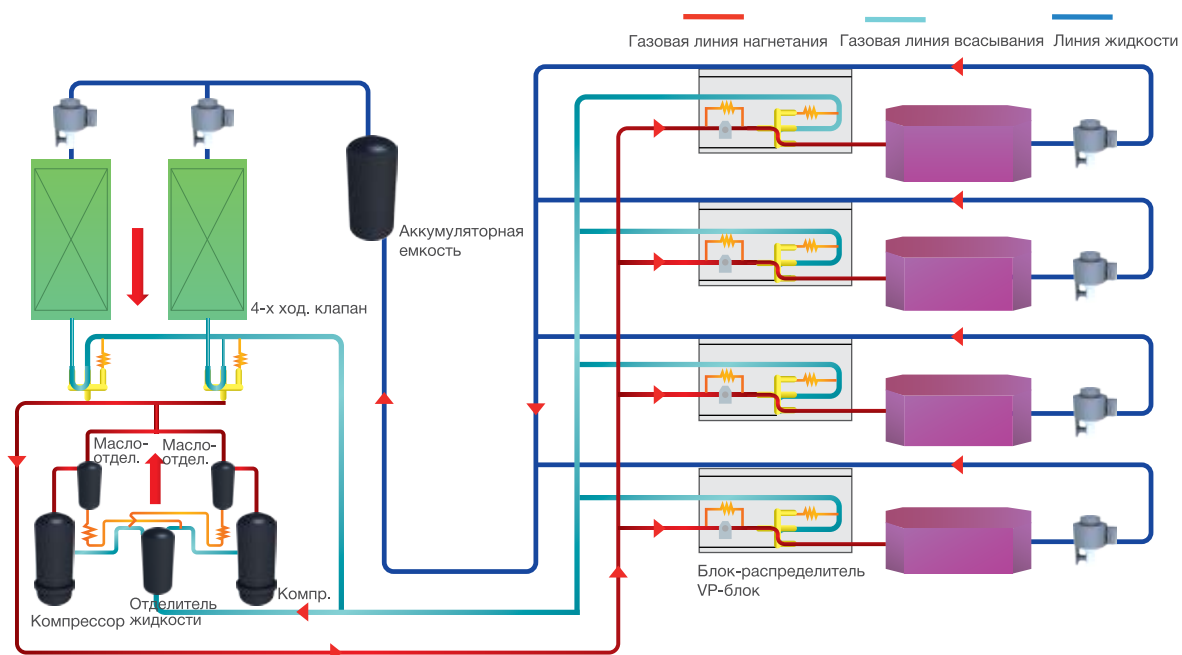 Газовая линия нагнетания
Газовая линия всасывания
Линия жидкости
Аккумуляторная
емкость
4-х ход. клапан
Масло-
отдел.
Масло-
отдел.
Компрессор
Отделитель
жидкости
Компр.
Блок-распределитель
VP-блок